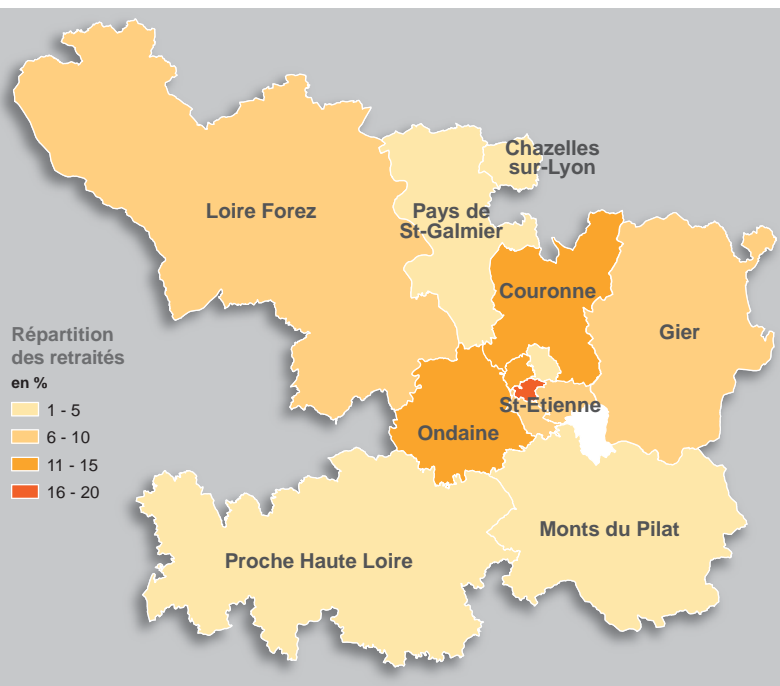 Chazelles
sur-Lyon
Loire Forez
Pays de
St-Galmier
Couronne
Gier
Répartition
des retraités
en %
1 - 5
6 - 10
11 - 15
16 - 20
St-Etienne
Ondaine
Monts du Pilat
Proche Haute Loire